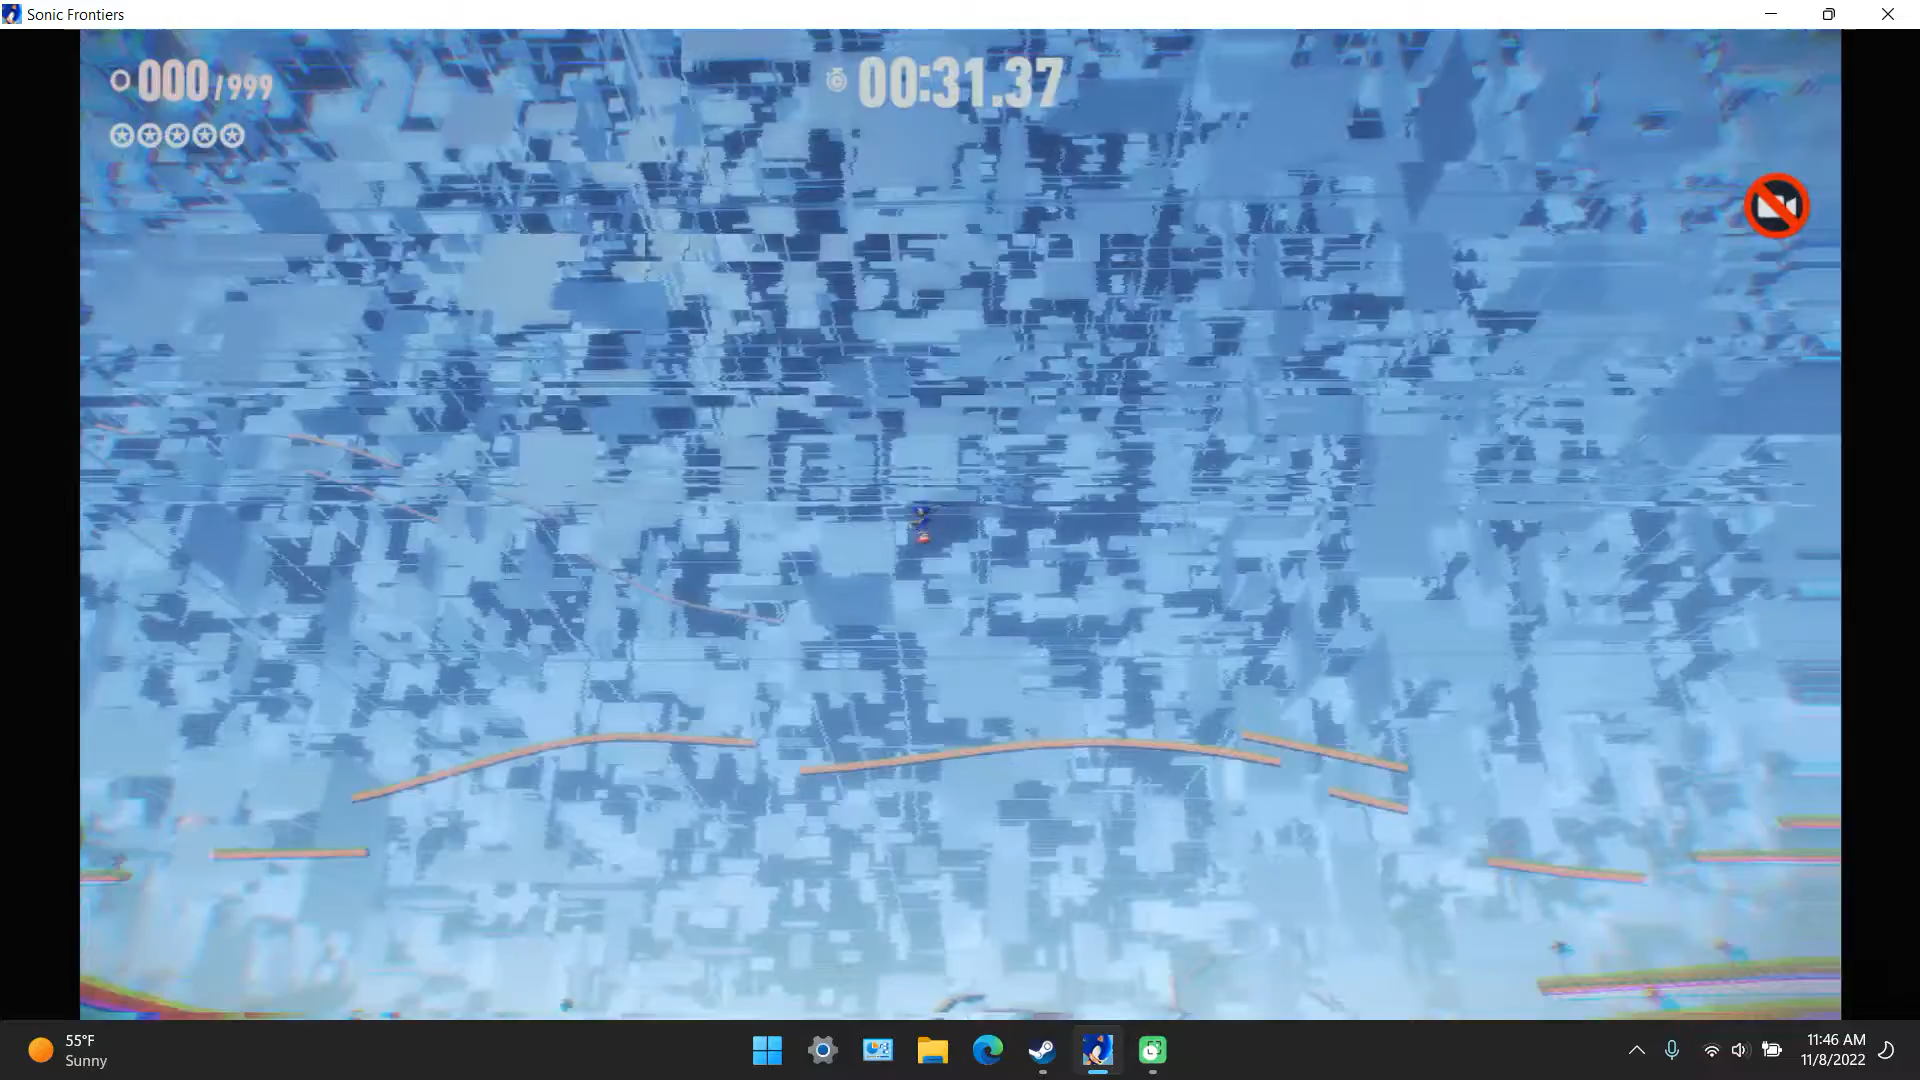 Sonic Frontiers
000/999
00:31.37
55°F
Sunny
11:46 AM
11/8/2022